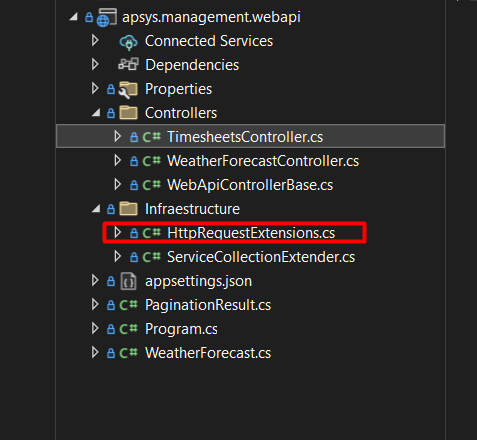 apsys.management.webapi
Connected Services
Dependencies
Properties
Controllers
C# TimesheetsController.cs
C# WeatherForecastController.cs
C# WebApiControllerBase.cs
Infraestructure
C# HttpRequestExtensions.cs
C# ServiceCollectionExtender.cs
appsettings.json
C# PaginationResult.cs
C# Program.cs
C# WeatherForecast.cs